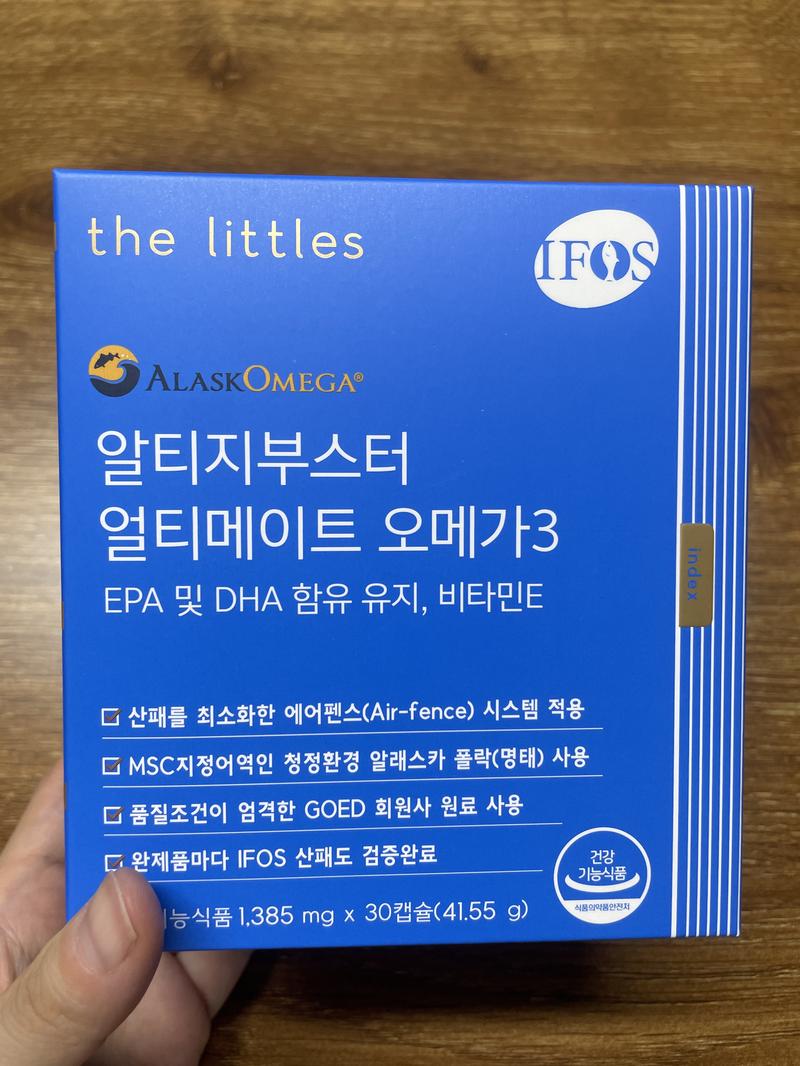 the littles
IFOS
ALASKOMEGA®
알티지부스터
얼티메이트 오메가3
EPA 및 DHA 함유 유지, 비타민E
index
산패를 최소화한 에어펜스(Air-fence) 시스템 적용
MSC지정어역인 청정환경 알래스카 폴락(명태) 사용
품질조건이 엄격한 GOED 회원사 원료 사용
완제품마다 IFOS 산패도 검증완료
건강
기능식품
식품의약품안전처
능식품 1,385 mg x 30캡슐(41.55 g)